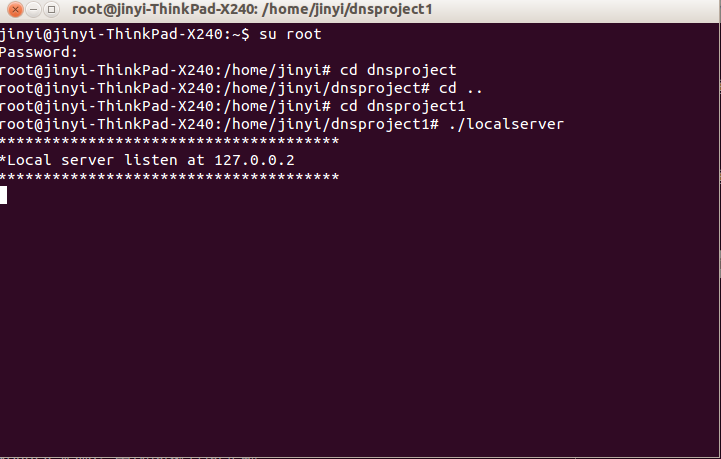 root@jinyi-ThinkPad-X240: /home/jinyi/dnsproject1
jinyi@jinyi-ThinkPad-X240:~$ su root
Password:
root@jinyi-ThinkPad-X240:/home/jinyi# cd dnsproject
root@jinyi-ThinkPad-X240:/home/jinyi/dnsproject# cd ..
root@jinyi-ThinkPad-X240:/home/jinyi# cd dnsproject1
root@jinyi-ThinkPad-X240:/home/jinyi/dnsproject1# ./localserver
**************************************
*Local server listen at 127.0.0.2
**************************************